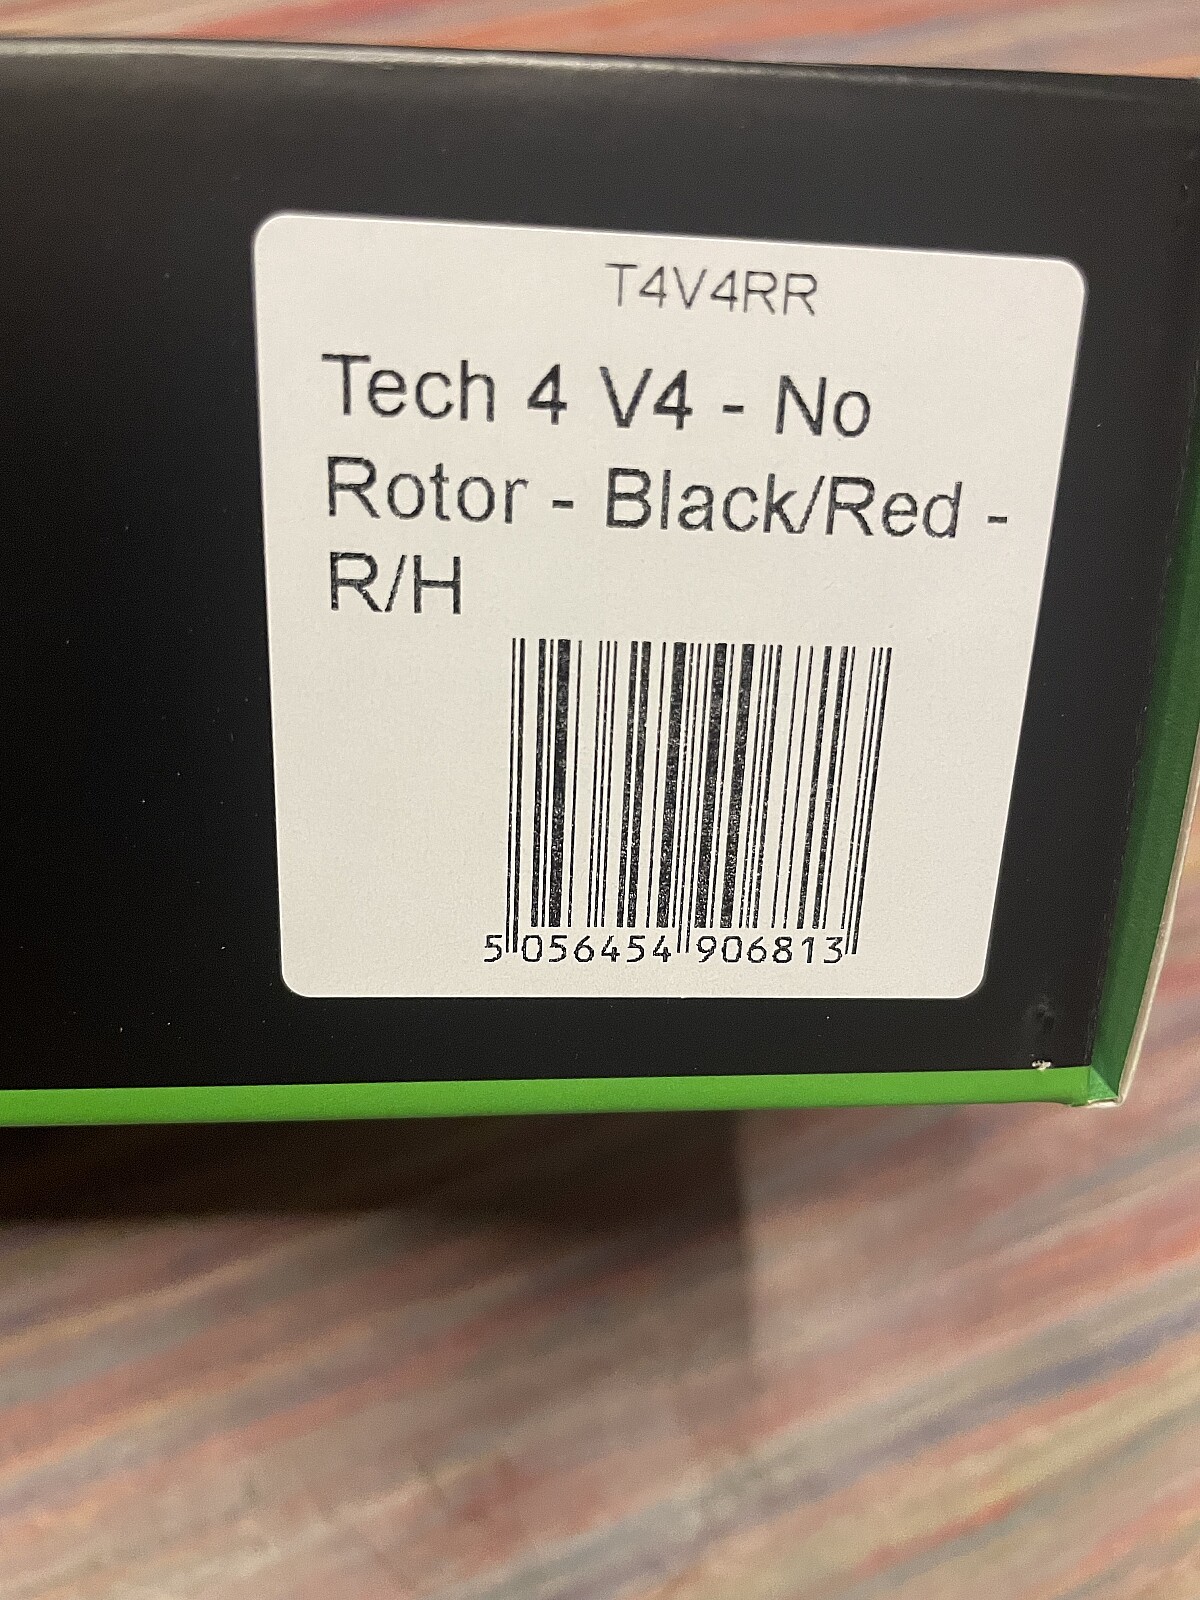 T4V4RR
Tech 4 V4 - No
Rotor - Black/Red -
R/H
5 056454 906813